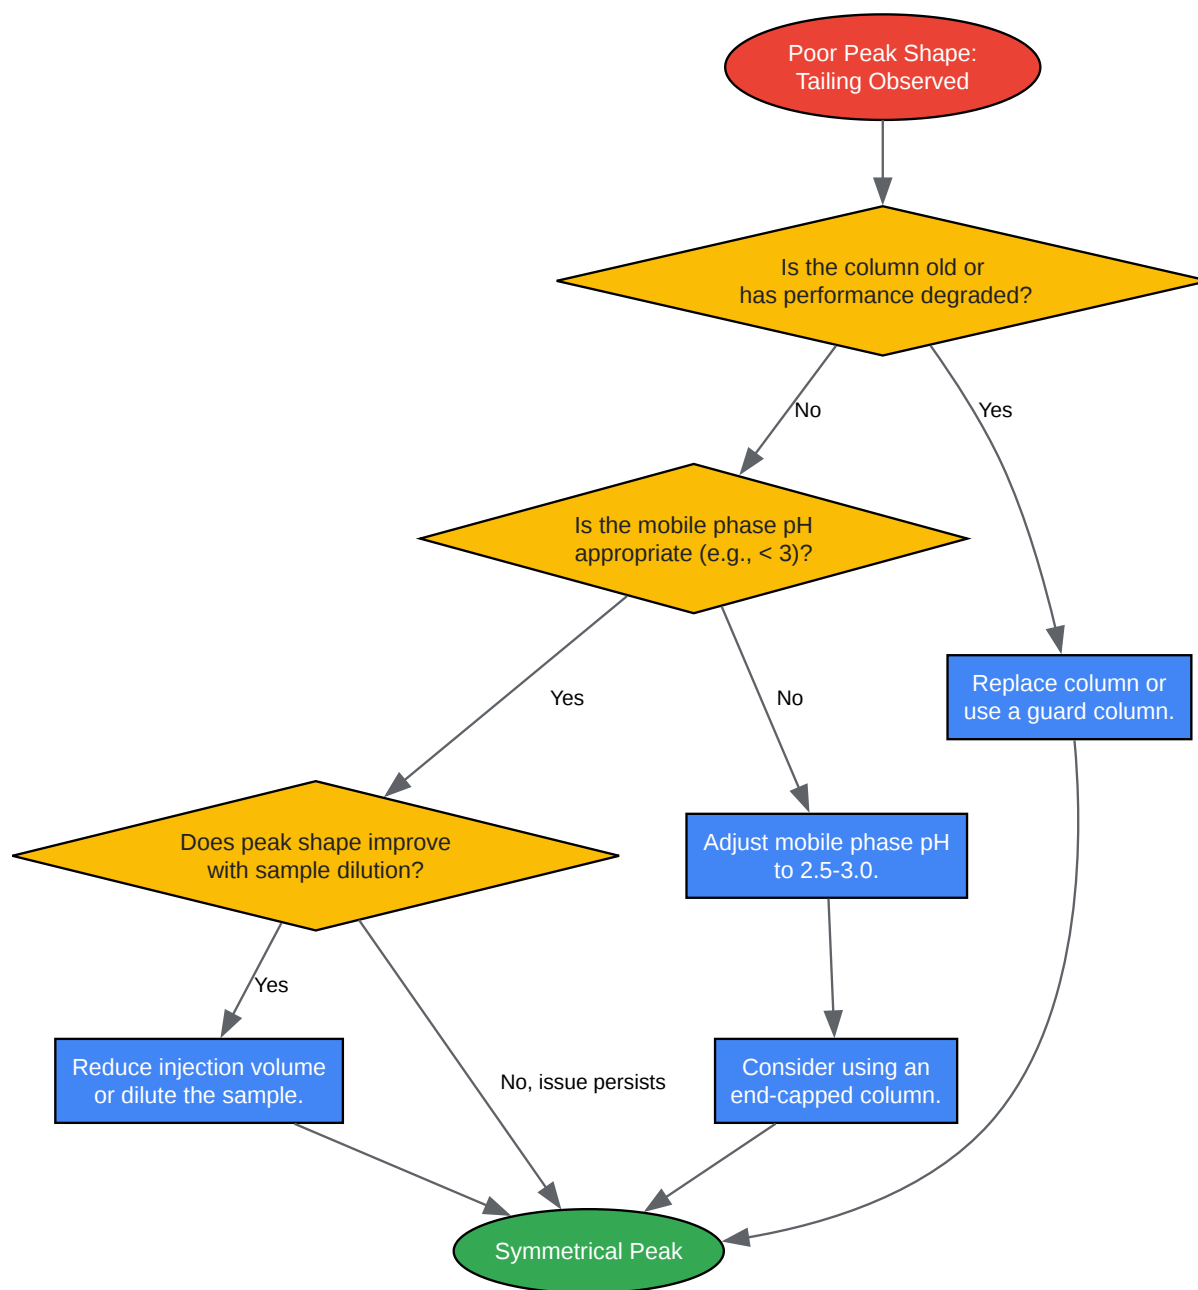 Poor Peak Shape:
Tailing Observed
Is the column old or
has performance degraded?
No
Yes
Is the mobile phase pH
appropriate (e.g., < 3)?
Yes
No
Replace column or
use a guard column.
Does peak shape improve
with sample dilution?
Adjust mobile phase pH
to 2.5-3.0.
Yes
No, issue persists
Reduce injection volume
or dilute the sample.
Consider using an
end-capped column.
Symmetrical Peak